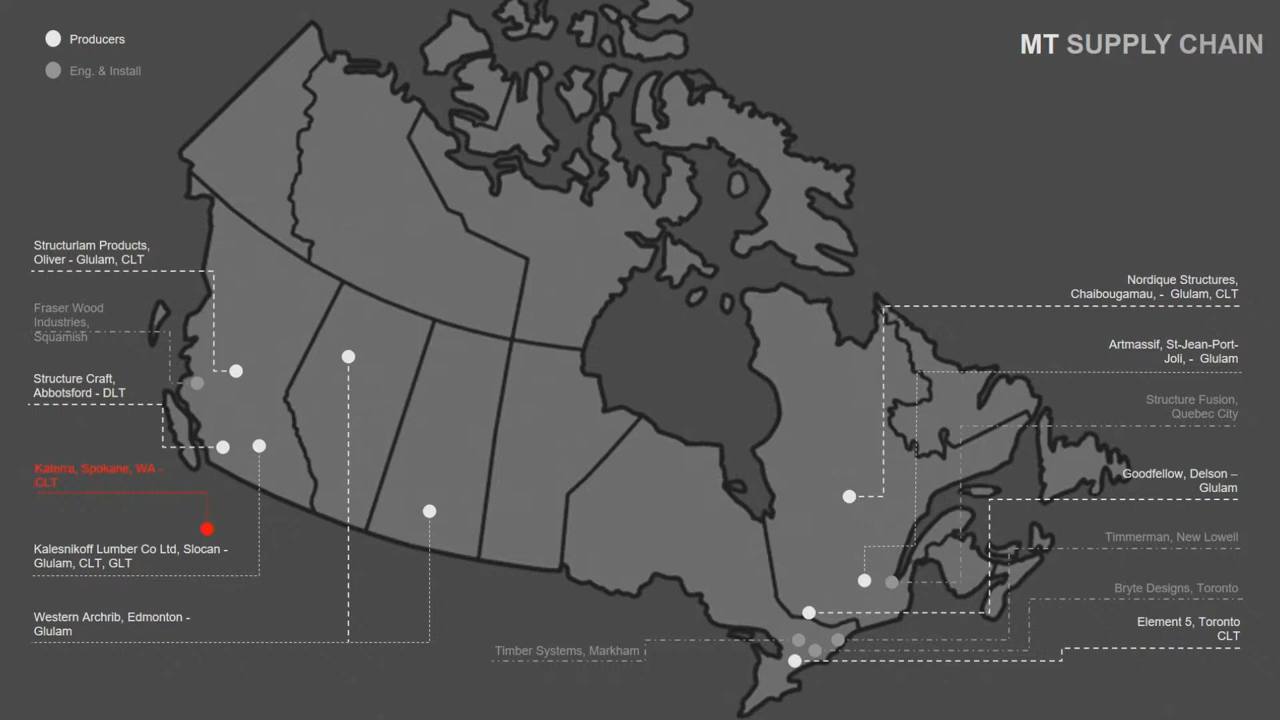 Producers
Eng. & Install
MT SUPPLY CHAIN
Structurlam Products,
Oliver - Glulam, CLT
Fraser Wood
Industries,
Squamish
Structure Craft,
Abbotsford - DLT
Katerra, Spokane, WA -
CLT
Kalesnikoff Lumber Co Ltd, Slocan -
Glulam, CLT, GLT
Western Archrib, Edmonton -
Glulam
Timber Systems, Markham
Nordique Structures,
Chaibougamau, - Glulam, CLT
Artmassif, St-Jean-Port-
Joli, - Glulam
Structure Fusion,
Quebec City
Goodfellow, Delson –
Glulam
Timmerman, New Lowell
Bryte Designs, Toronto
Element 5, Toronto
CLT